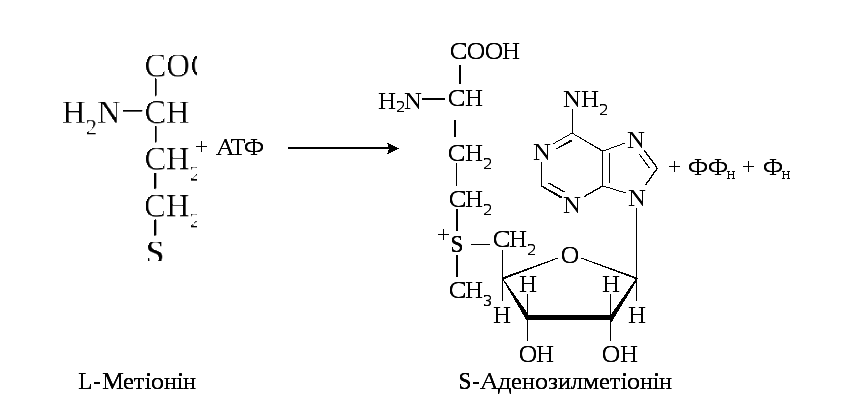 COO
H₂N–CH
CH₂
CH₂
S
+ АТФ
COOH
H₂N–CH
CH₂
CH₂
+S–CH₂
CH₃
NH₂
N
N
N
N
O
H
H
H
H
OH
OH
+ ФФн + Фн
L-Метіонін
S-Аденозилметіонін